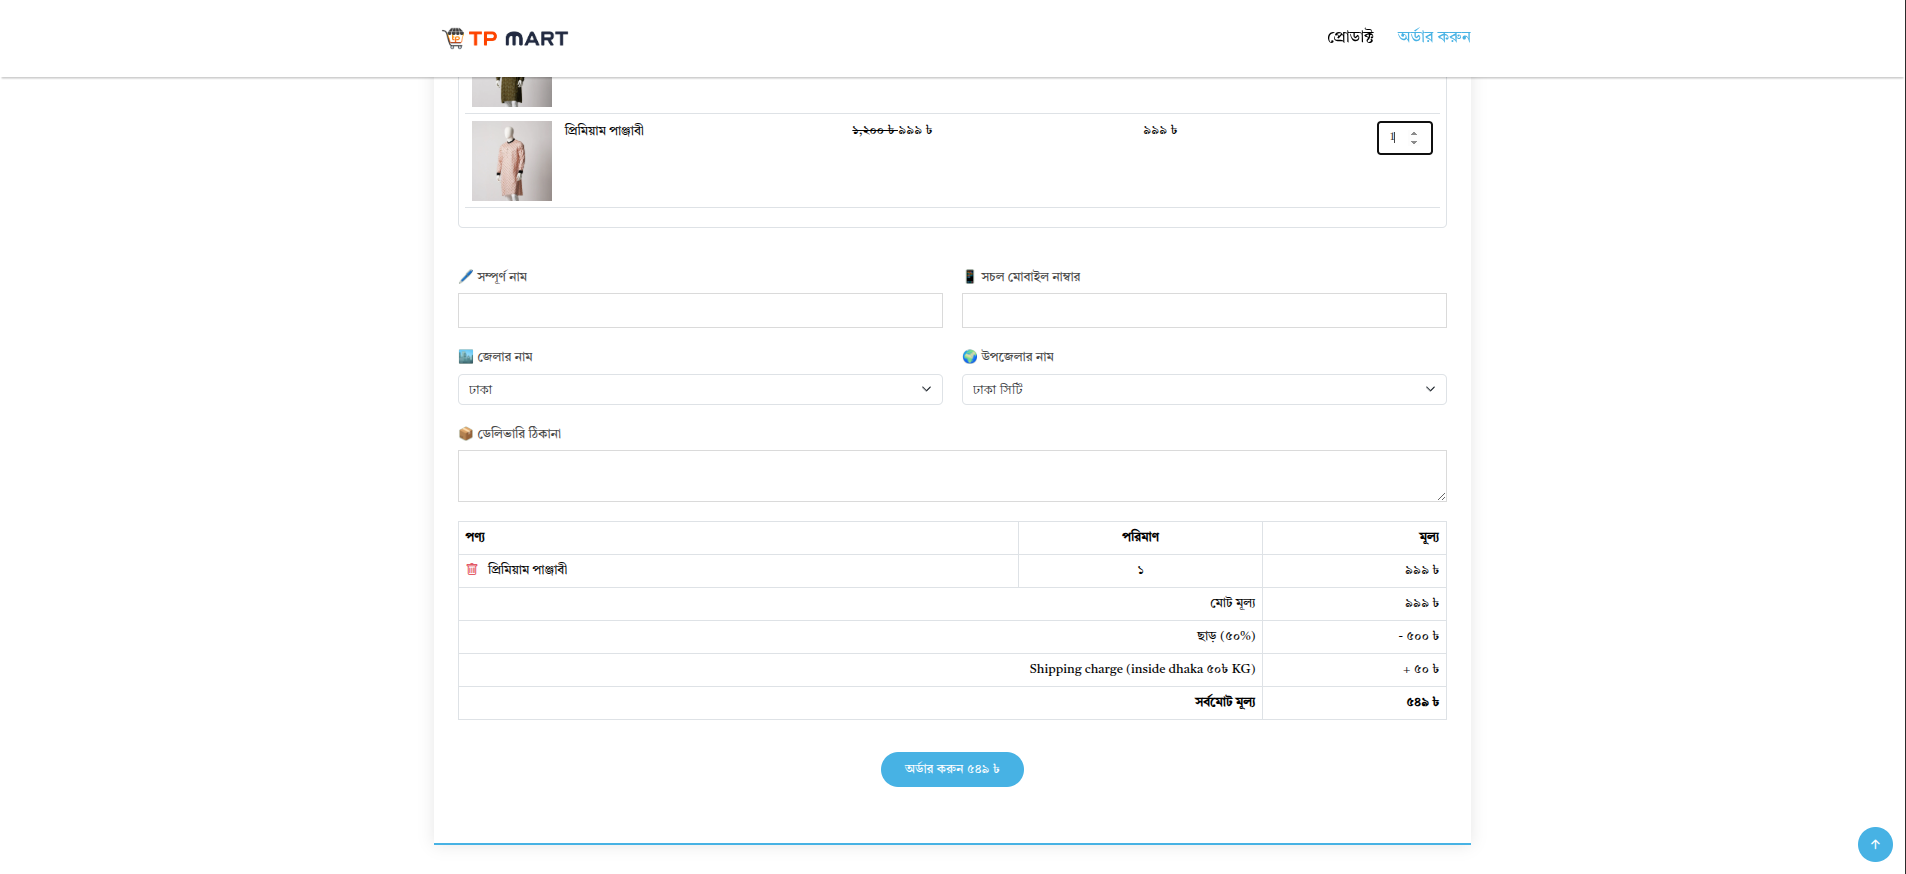 TP MART
প্রোডাক্ট অর্ডার করুন
প্রিমিয়াম পাঞ্জাবী ১,২০০ ৳ ৯৯৯ ৳ ৯৯৯ ৳ 1
🖊️ সম্পূর্ণ নাম 📱 সচল মোবাইল নাম্বার
🏙️ জেলার নাম 🌍 উপজেলার নাম
ঢাকা ঢাকা সিটি
📦 ডেলিভারি ঠিকানা
পণ্য পরিমাণ মূল্য
প্রিমিয়াম পাঞ্জাবী ১ ৯৯৯ ৳
মোট মূল্য ৯৯৯ ৳
ছাড় (৫০%) - ৫০০ ৳
Shipping charge (inside dhaka ৫০৳ KG) + ৫০ ৳
সর্বমোট মূল্য ৫৪৯ ৳
অর্ডার করুন ৫৪৯ ৳